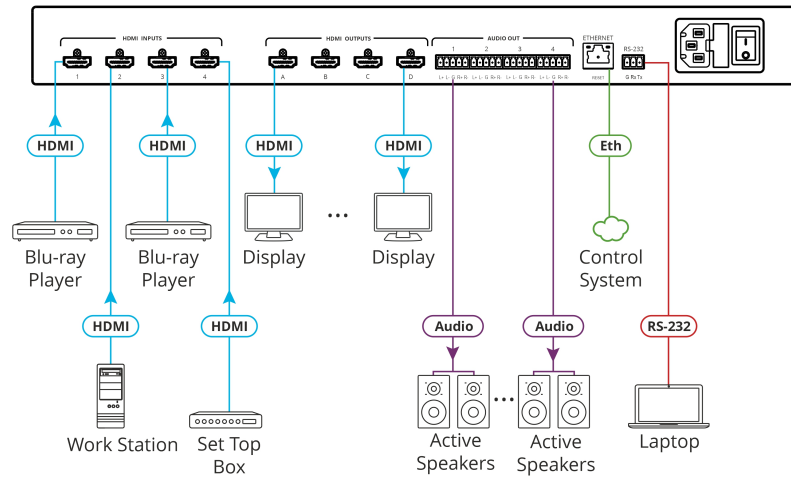 HDMI INPUTS
HDMI OUTPUTS
AUDIO OUT
ETHERNET
RS-232
1 2 3 4
1 2 3 4
A B C D
L+ L- G R+ R- L+ L- G R+ R- L+ L- G R+ R- L+ L- G R+ R-
RESET
G Rx Tx
HDMI
HDMI
HDMI
HDMI
Eth
Blu-ray
Player
Blu-ray
Player
Display
...
Display
Control
System
HDMI
HDMI
Audio
Audio
RS-232
Work Station
Set Top
Box
Active
Speakers
...
Active
Speakers
Laptop